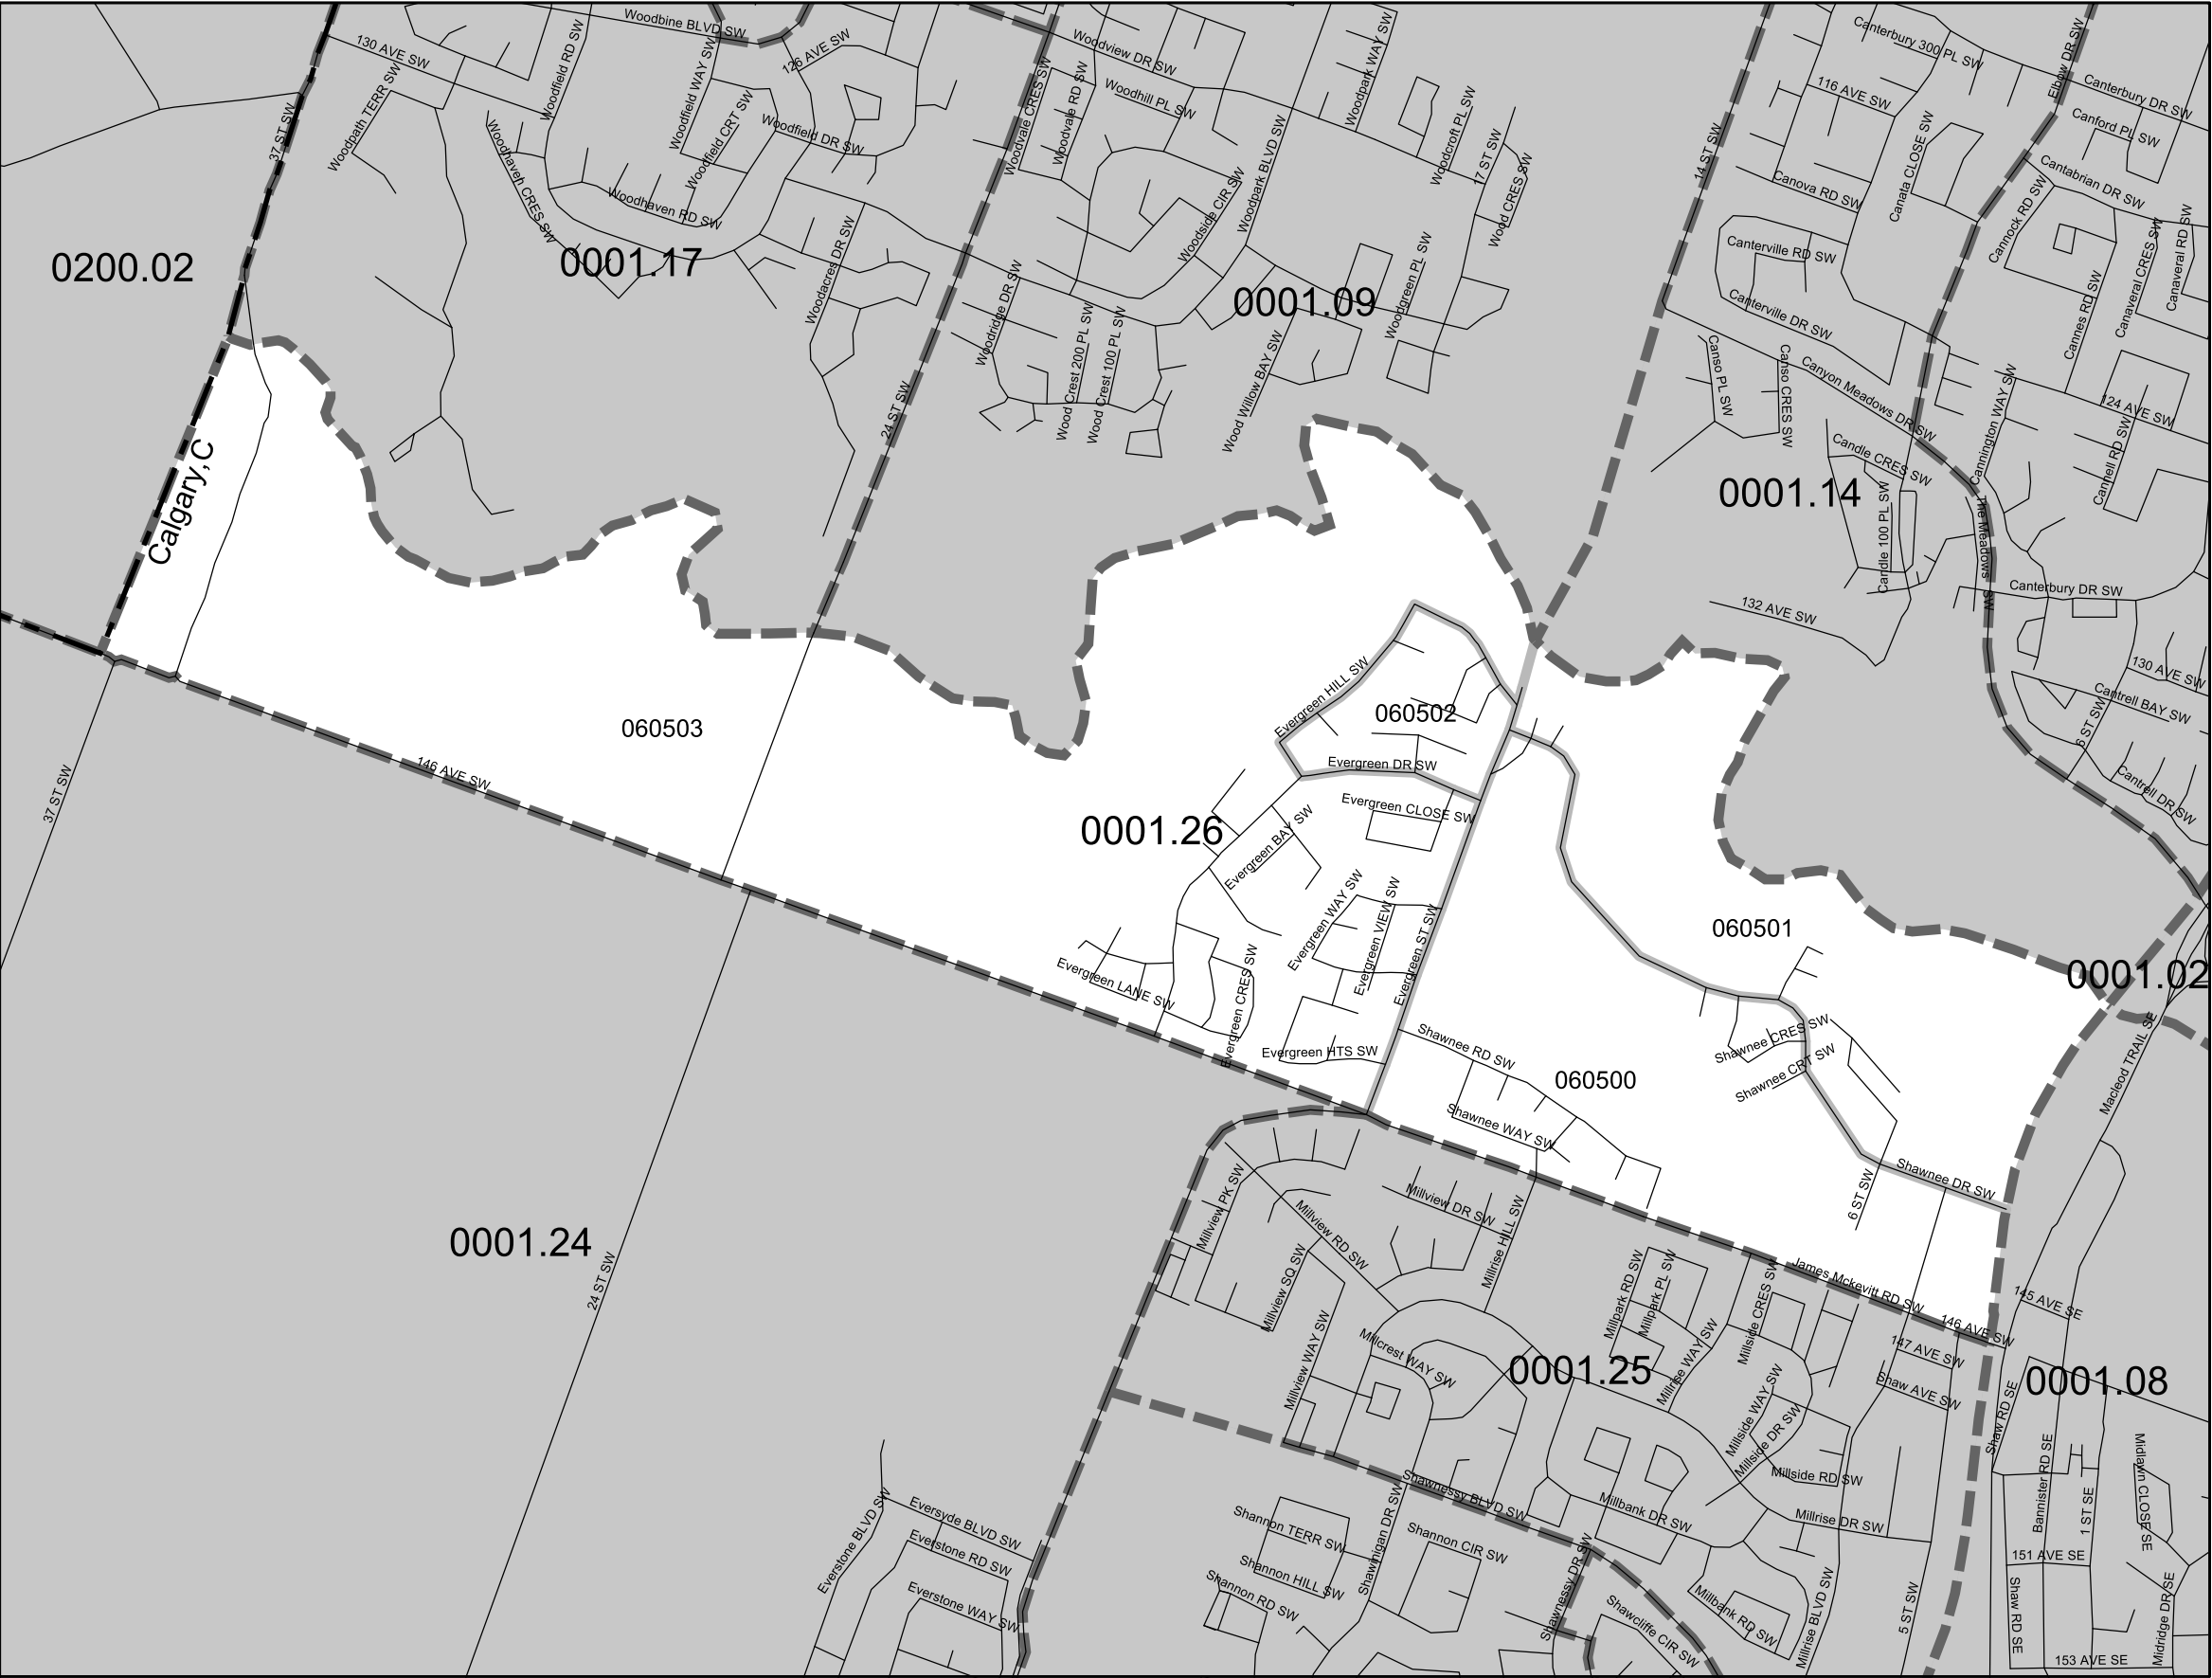 Woodbine BLVD SW
130 AVE SW
Woodfield RD SW
Woodfield WAY SW
126 AVE SW
Woodview DR SW
Woodpark WAY SW
Canterbury 300 PL SW
Elbow DR SW
Canterbury DR SW
Woodpath TERR SW
37 ST SW
Woodhaven CRES SW
Woodfield CRT SW
Woodfield DR SW
Woodvale CRES SW
Woodvale RD SW
Woodhill PL SW
Woodcroft PL SW
17 ST SW
14 ST SW
116 AVE SW
Canford PL SW
Woodhaven RD SW
Woodpark BLVD SW
Wood CRES SW
Canova RD SW
Canata CLOSE SW
Cantabrian DR SW
Cannock RD SW
0200.02
0001.17
Woodacres DR SW
Woodside CIR SW
Woodridge DR SW
0001.09
Woodgreen PL SW
Canterville RD SW
Canterville DR SW
Cannes RD SW
Canaveral CRES SW
Canaveral RD SW
Wood Crest 200 PL SW
Wood Crest 100 PL SW
Wood Willow BAY SW
24 ST SW
Canso PL SW
Canso CRES SW
Canyon Meadows DR SW
Cannington WAY SW
124 AVE SW
Candle CRES SW
Cannell RD SW
0001.14
Candle 100 PL SW
The Meadows SW
Calgary,C
132 AVE SW
Canterbury DR SW
130 AVE SW
Cantrell BAY SW
6 ST SW
Cantrell DR SW
Evergreen HILL SW
060502
060503
Evergreen DR SW
146 AVE SW
37 ST SW
Evergreen CLOSE SW
0001.26
Evergreen BAY SW
Evergreen WAY SW
Evergreen VIEW SW
Evergreen ST SW
060501
Evergreen LANE SW
Evergreen CRES SW
0001.02
Evergreen HTS SW
Shawnee RD SW
Shawnee CRES SW
Shawnee CRT SW
060500
Shawnee WAY SW
Macleod TRAIL SE
Shawnee DR SW
6 ST SW
Millview PK SW
Millview DR SW
Millview RD SW
Millrise HILL SW
0001.24
24 ST SW
Millview SQ SW
Millpark RD SW
Millpark PL SW
Millside CRES SW
James Mckevitt RD SW
146 AVE SW
145 AVE SE
Millview WAY SW
Millcrest WAY SW
0001.25
Millrise WAY SW
147 AVE SW
Shaw AVE SW
0001.08
Millside WAY SW
Millside DR SW
Millside RD SW
Shaw RD SE
Bannister RD SE
1 ST SE
Midlawn CLOSE SE
Shawnessy BLVD SW
Millbank DR SW
Millrise DR SW
Everstone BLVD SW
Eversyde BLVD SW
Everstone RD SW
Everstone WAY SW
Shannon TERR SW
Shannon HILL SW
Shannon RD SW
Shawinigan DR SW
Shannon CIR SW
Shawnessy DR SW
Shawcliffe CIR SW
Millbank RD SW
Millrise BLVD SW
5 ST SW
151 AVE SE
Shaw RD SE
153 AVE SE
Midridge DR SE